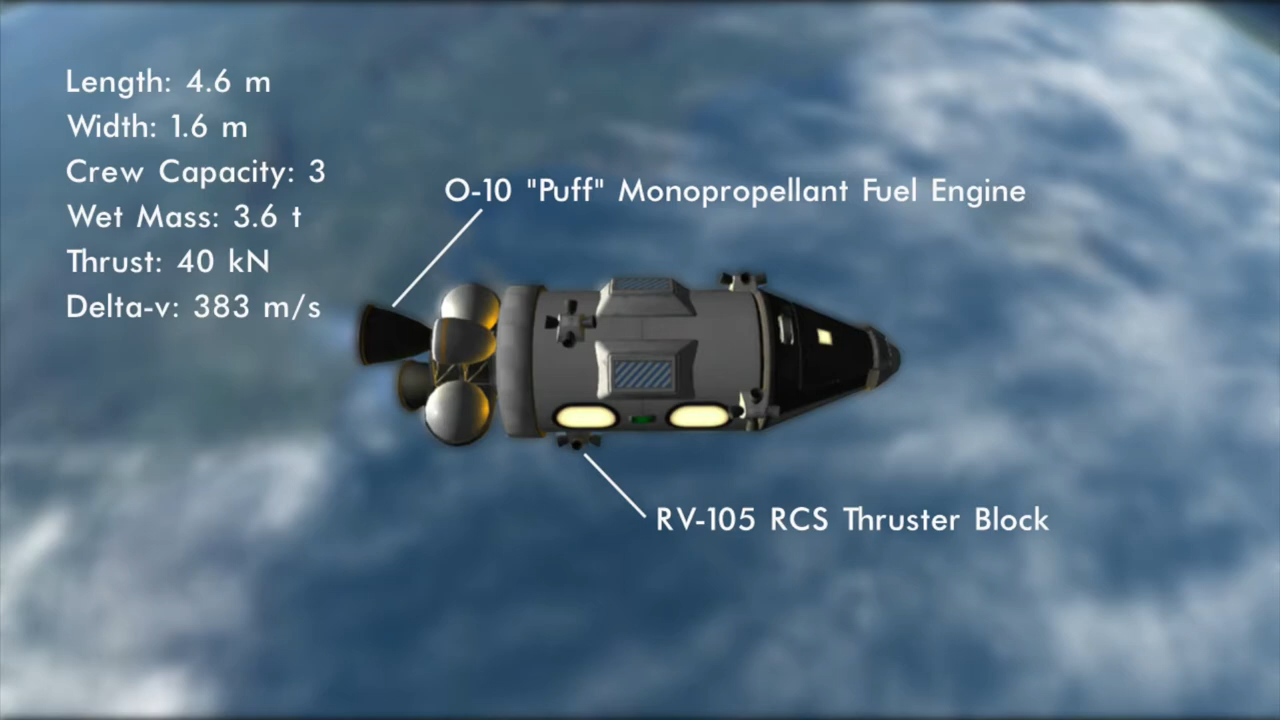 Length: 4.6 m
Width: 1.6 m
Crew Capacity: 3
Wet Mass: 3.6 t
Thrust: 40 kN
Delta-v: 383 m/s
O-10 "Puff" Monopropellant Fuel Engine
RV-105 RCS Thruster Block